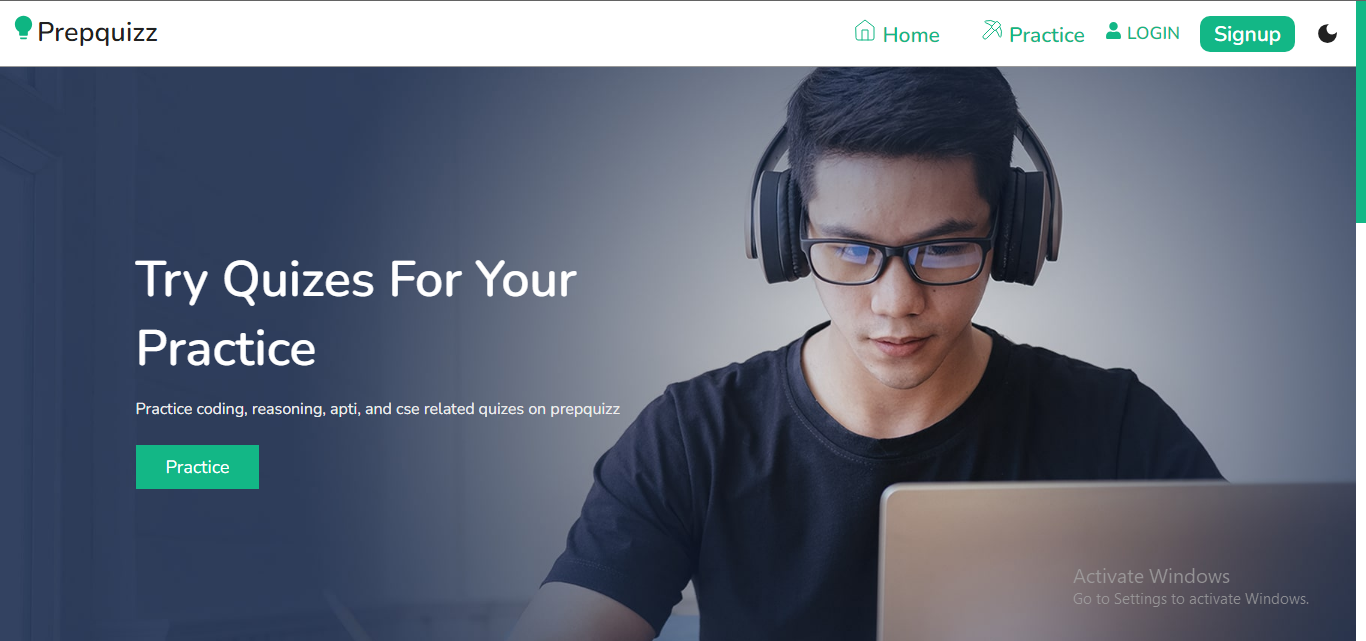 Prepquizz
Home
Practice
LOGIN
Signup
Try Quizes For Your
Practice
Practice coding, reasoning, apti, and cse related quizes on prepquizz
Practice
Activate Windows
Go to Settings to activate Windows.